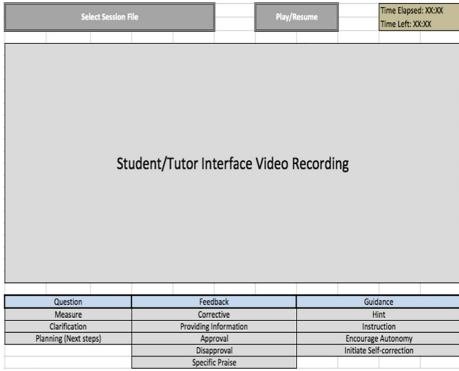 Select Session File
Play/Resume
Time Elapsed: XX:XX
Time Left: XX:XX
Student/Tutor Interface Video Recording
Question Feedback Guidance
Measure Corrective Hint
Clarification Providing Information Instruction
Planning (Next steps) Approval Encourage Autonomy
Disapproval Initiate Self-correction
Specific Praise